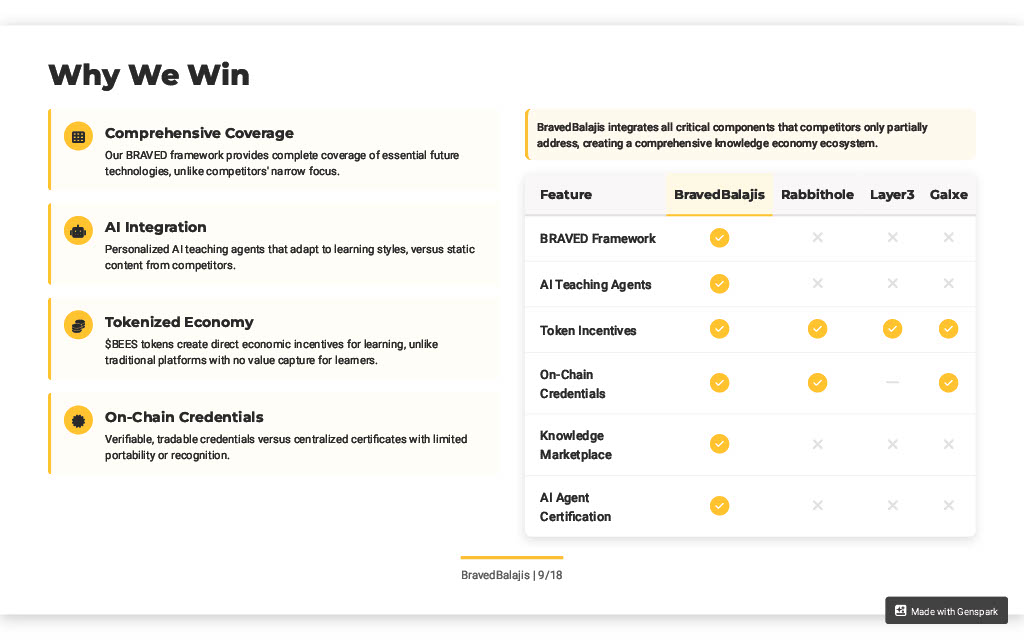 Why We Win
Comprehensive Coverage
Our BRAVED framework provides complete coverage of essential future
technologies, unlike competitors' narrow focus.
AI Integration
Personalized AI teaching agents that adapt to learning styles, versus static
content from competitors.
Tokenized Economy
$BEES tokens create direct economic incentives for learning, unlike
traditional platforms with no value capture for learners.
On-Chain Credentials
Verifiable, tradable credentials versus centralized certificates with limited
portability or recognition.
BravedBalajis integrates all critical components that competitors only partially
address, creating a comprehensive knowledge economy ecosystem.
Feature BravedBalajis Rabbithole Layer3 Galxe
BRAVED Framework
AI Teaching Agents
Token Incentives
On-Chain
Credentials
Knowledge
Marketplace
AI Agent
Certification
BravedBalajis | 9/18
Made with Genspark